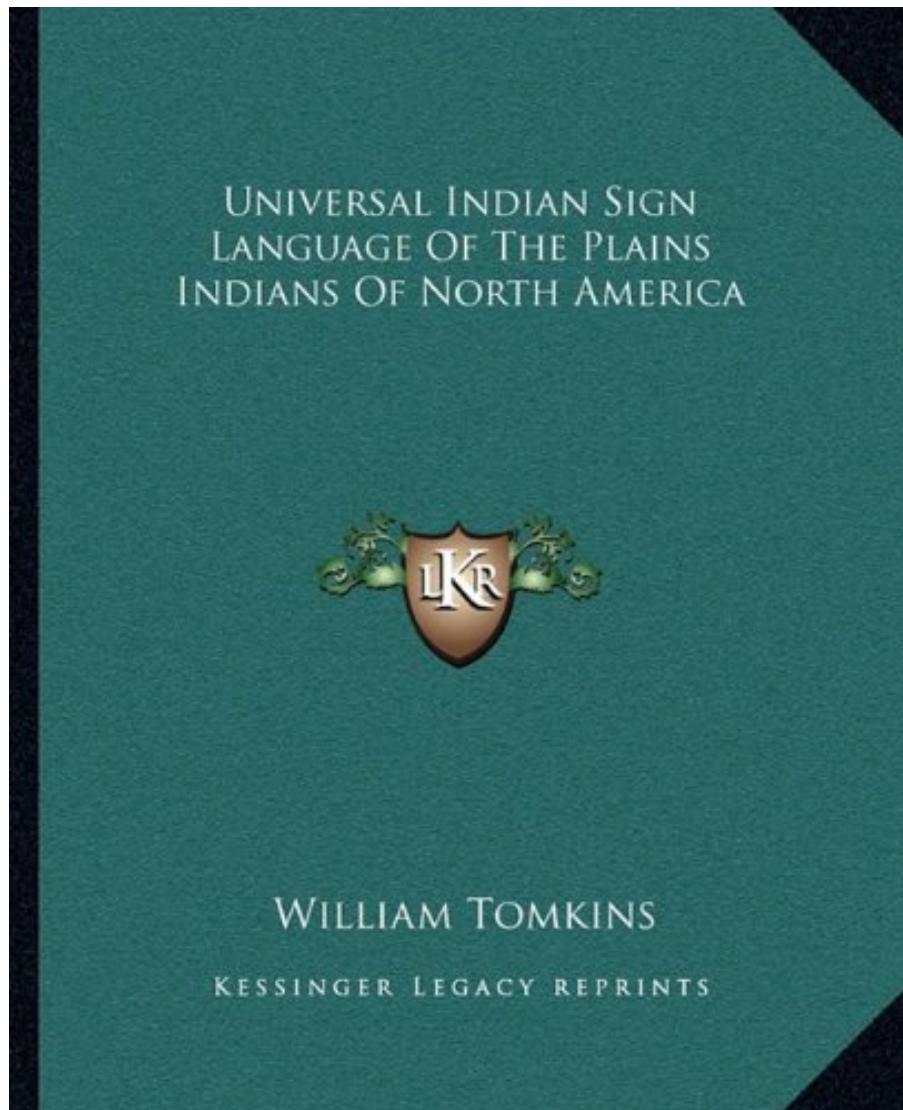 Universal Indian Sign
Language Of The Plains
Indians Of North America
LKR
William Tomkins
Kessinger Legacy reprints